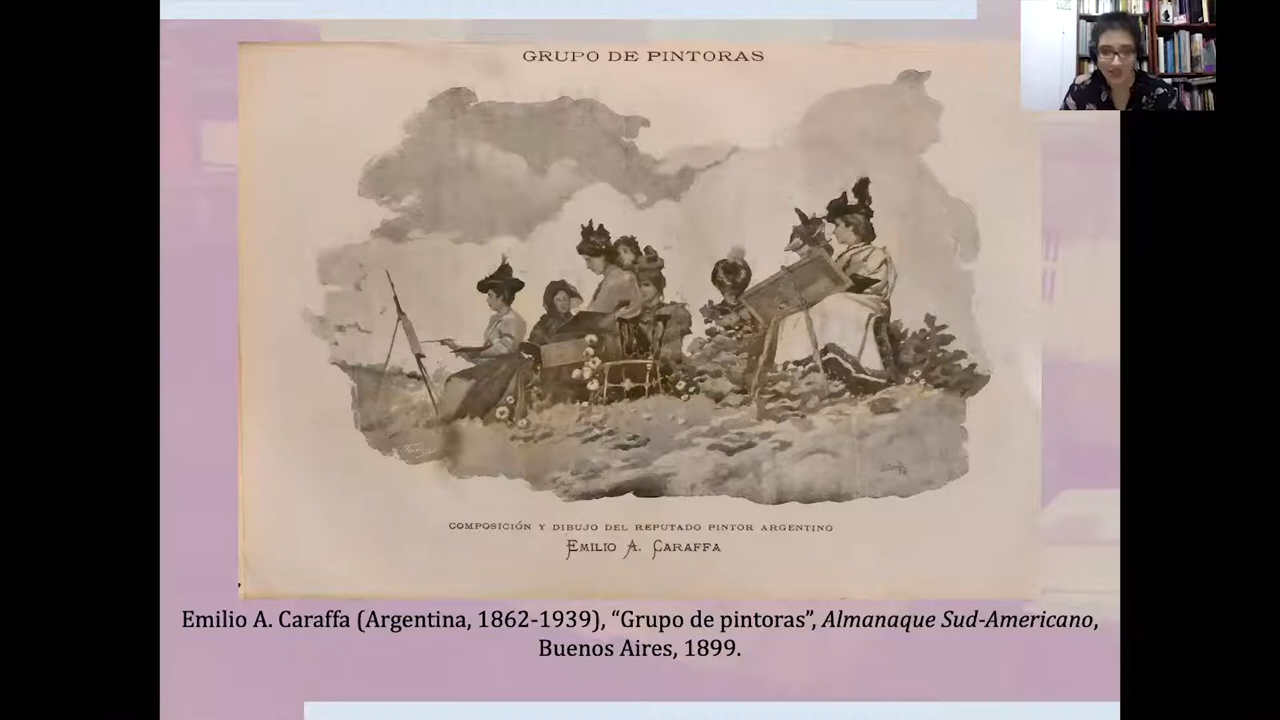 GRUPO DE PINTORAS
COMPOSICIÓN Y DIBUJO DEL REPUTADO PINTOR ARGENTINO
EMILIO A. CARAFFA
Emilio A. Caraffa (Argentina, 1862-1939), “Grupo de pintoras”, Almanaque Sud-Americano,
Buenos Aires, 1899.